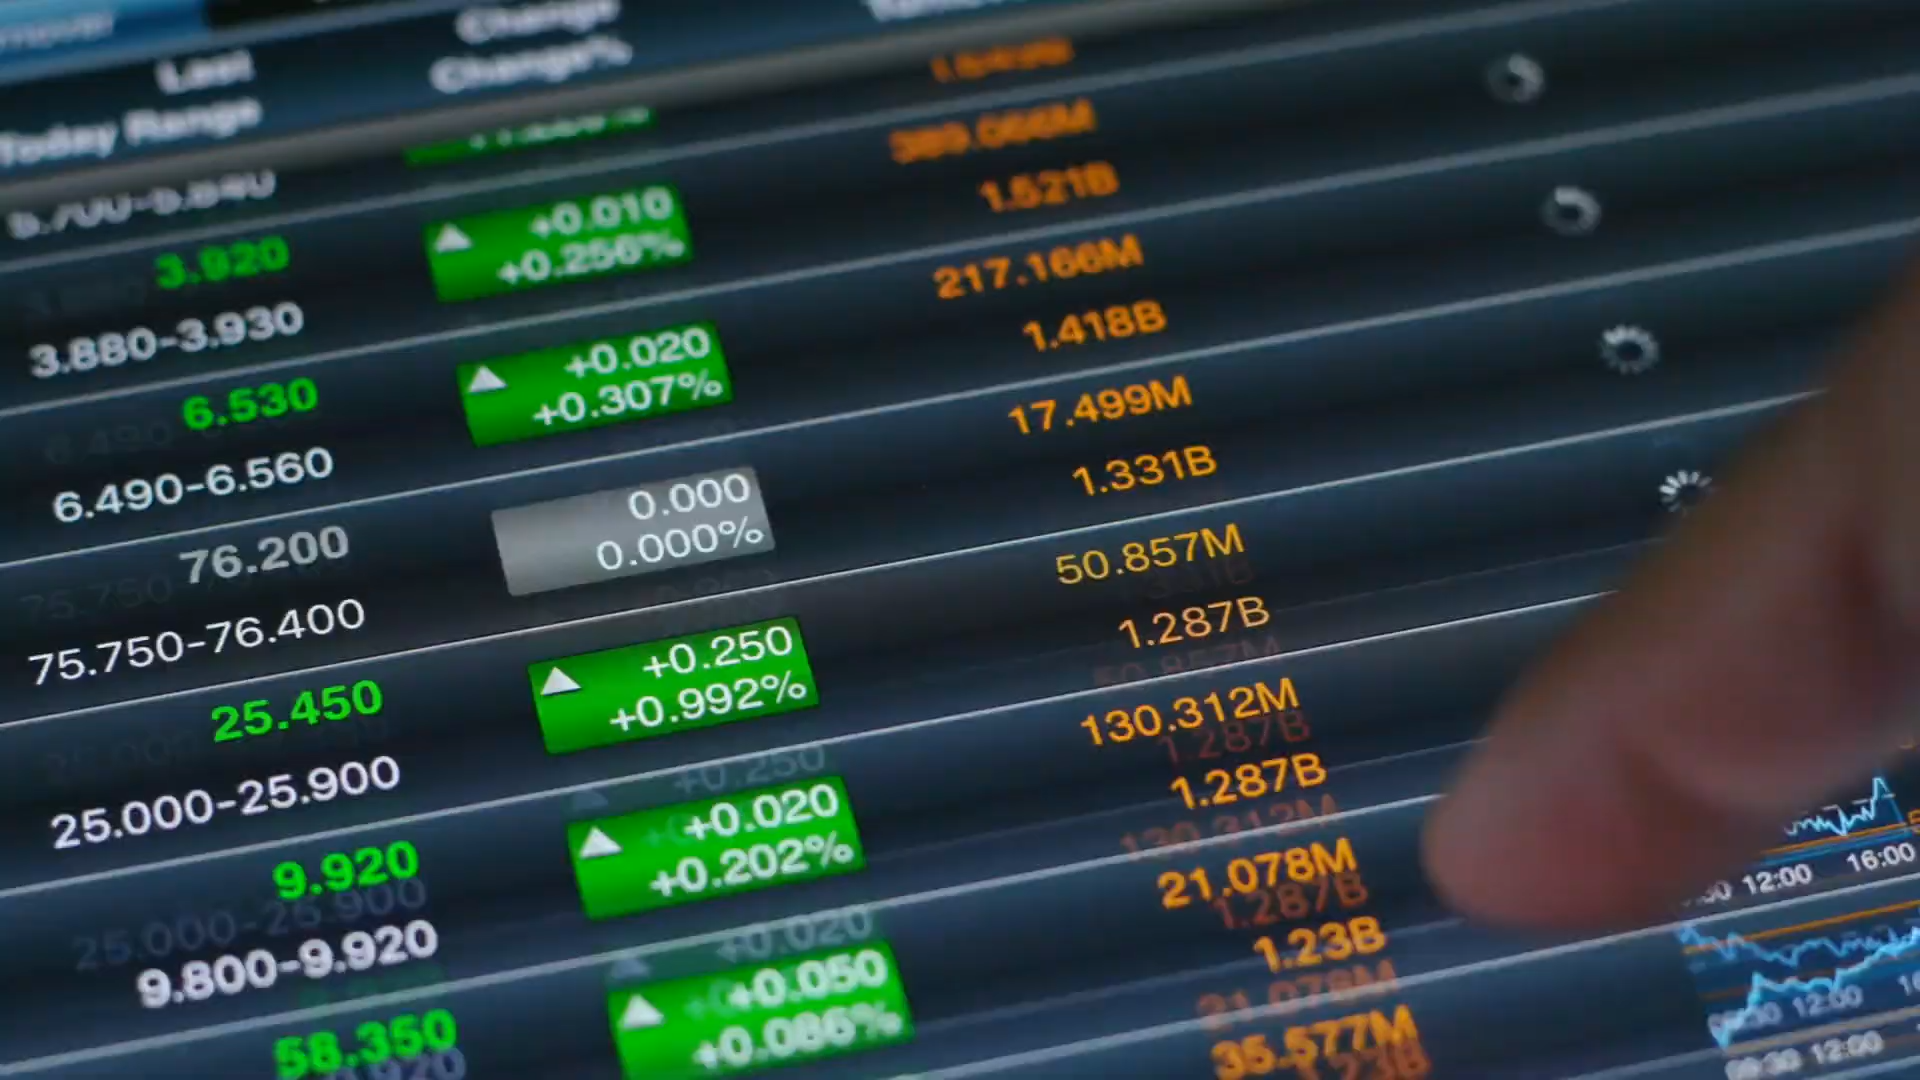 Change
Last
Change%
Today Range
389.066M
1.521B
3.920
+0.010
+0.256%
3.880-3.930
217.166M
1.418B
6.530
+0.020
+0.307%
6.490-6.560
17.499M
1.331B
76.200
0.000
0.000%
75.750-76.400
50.857M
1.287B
25.450
+0.250
+0.992%
25.000-25.900
130.312M
1.287B
9.920
+0.020
+0.202%
9.800-9.920
21.078M
1.23B
58.350
+0.050
+0.086%
35.577M
12:00 16:00
09:30 12:00
09:30 12:00